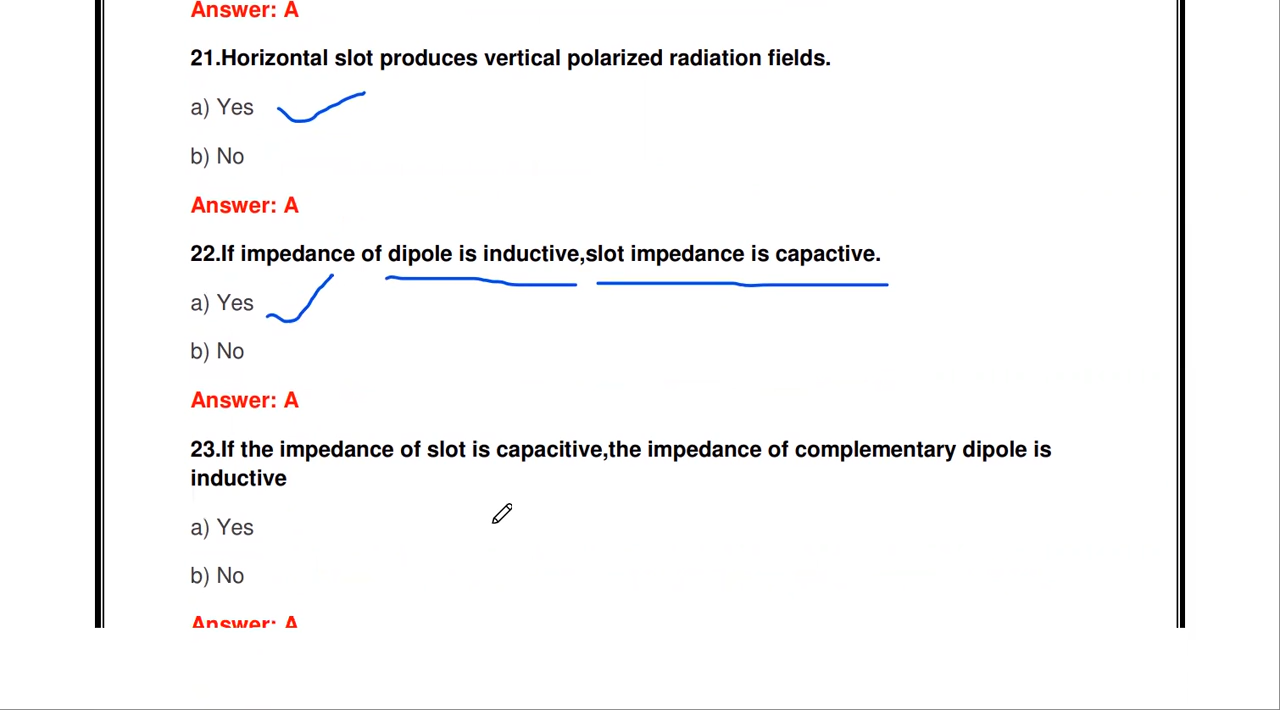 Answer: A
21.Horizontal slot produces vertical polarized radiation fields.
a) Yes
b) No
Answer: A
22.If impedance of dipole is inductive,slot impedance is capactive.
a) Yes
b) No
Answer: A
23.If the impedance of slot is capacitive,the impedance of complementary dipole is
inductive
a) Yes
b) No
Answer: A